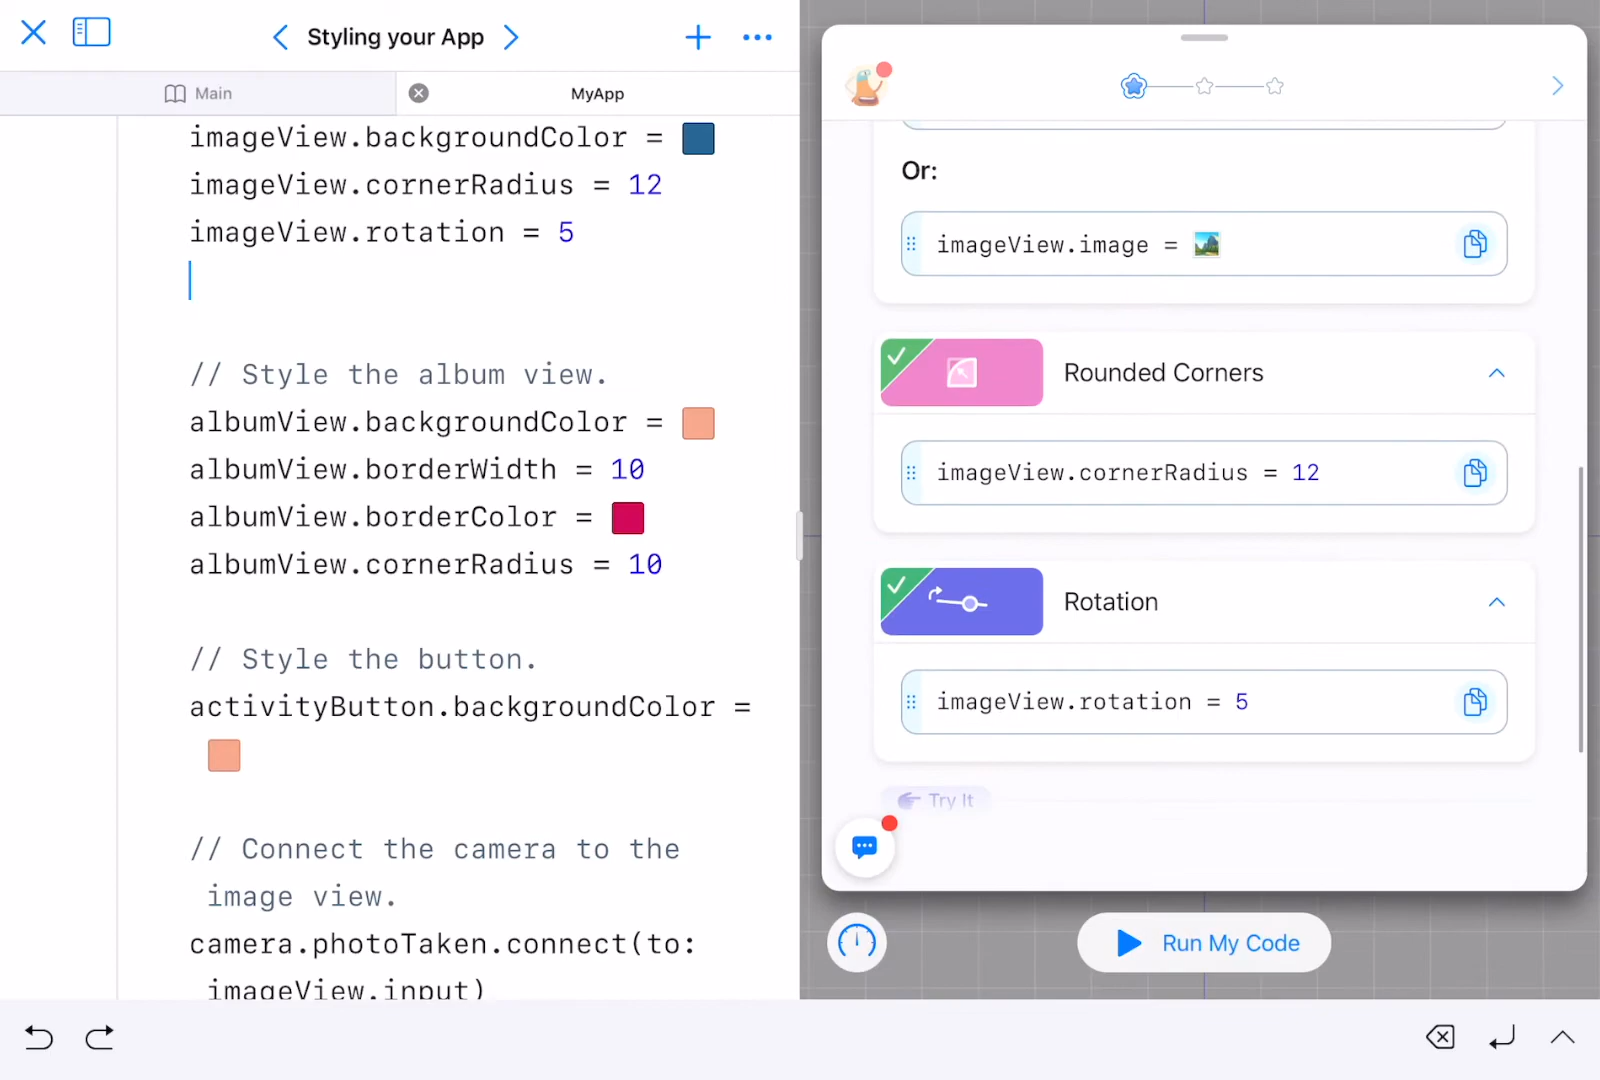 Styling your App
Main
MyApp
imageView.backgroundColor =
imageView.cornerRadius = 12
imageView.rotation = 5
// Style the album view.
albumView.backgroundColor =
albumView.borderWidth = 10
albumView.borderColor =
albumView.cornerRadius = 10
// Style the button.
activityButton.backgroundColor =
// Connect the camera to the
image view.
camera.photoTaken.connect(to:
imageView.input)
Or:
imageView.image =
Rounded Corners
imageView.cornerRadius = 12
Rotation
imageView.rotation = 5
Try It
Run My Code